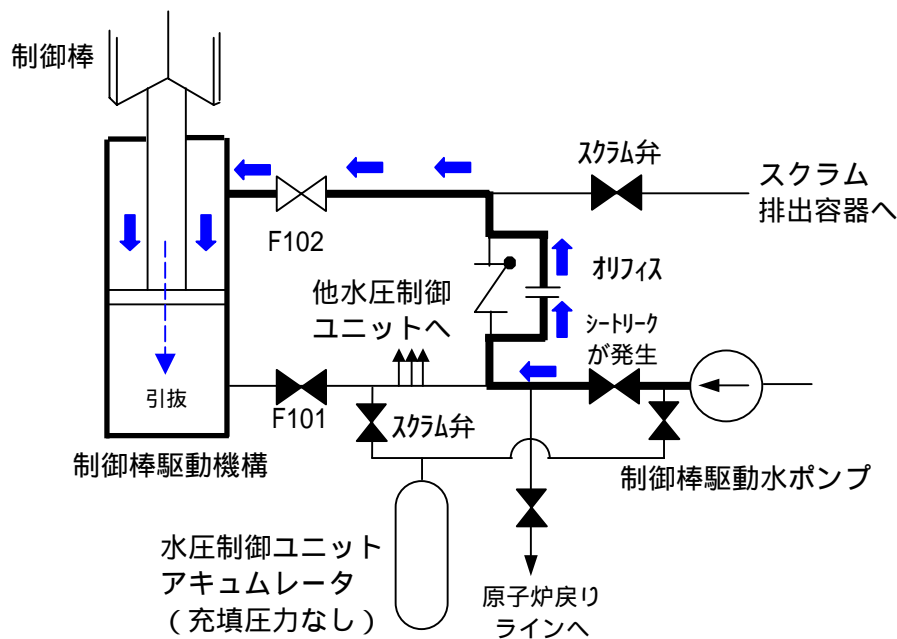 制御棒
スクラム弁
スクラム
排出容器へ
F102
オリフィス
他水圧制御
ユニットへ
シートリーク
が発生
引抜
F101
スクラム弁
制御棒駆動機構
制御棒駆動水ポンプ
水圧制御ユニット
アキュムレータ
(充填圧力なし)
原子炉戻り
ラインへ